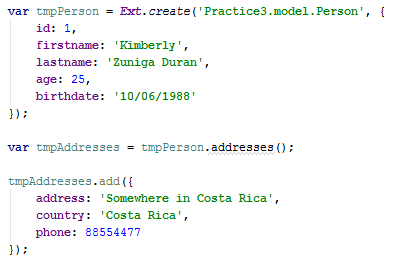 var tmpPerson = Ext.create('Practice3.model.Person', {
    id: 1,
    firstname: 'Kimberly',
    lastname: 'Zuniga Duran',
    age: 25,
    birthdate: '10/06/1988'
});

var tmpAddresses = tmpPerson.addresses();

tmpAddresses.add({
    address: 'Somewhere in Costa Rica',
    country: 'Costa Rica',
    phone: 88554477
});